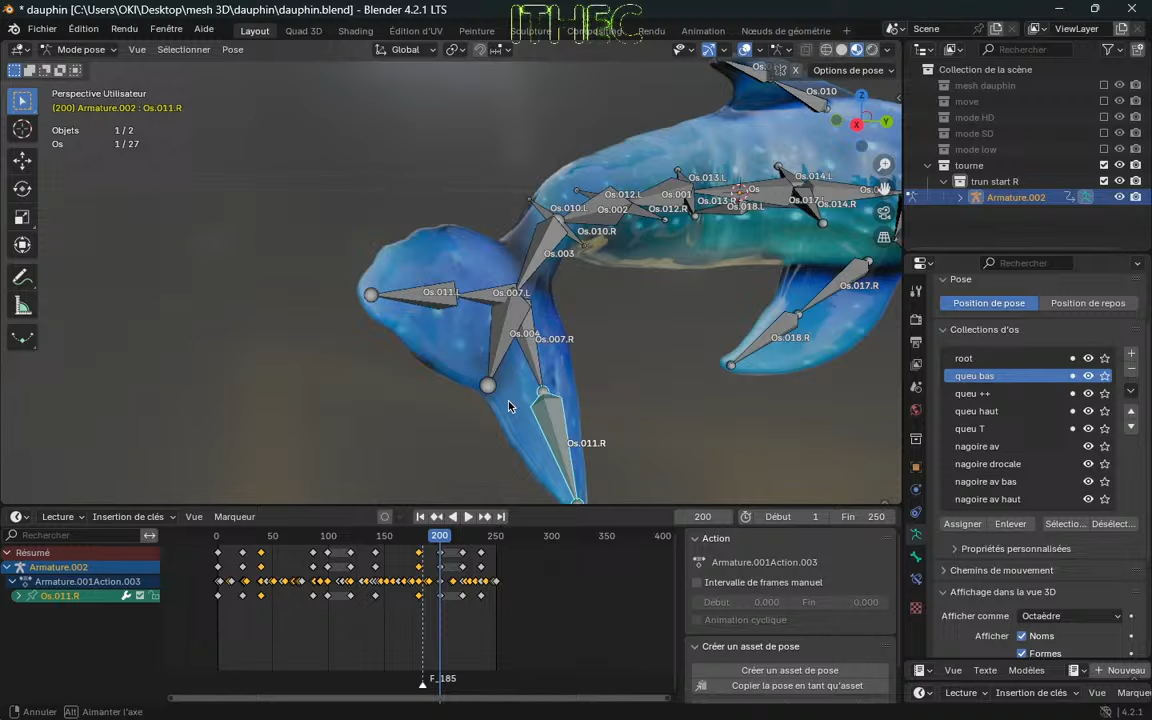 * dauphin [C:\Users\OKI\Desktop\mesh 3D\dauphin\dauphin.blend] - Blender 4.2.1 LTS
ITHEC
Fichier Éditer Rendu Fenêtre Aide Layout Quad 3D Shading Édition d'UV Peinture Sculpture Rendu Animation Nœuds de géométrie Scene ViewLayer
Mode pose Vue Sélectionner Pose Global Rechercher
X Options de pose
Perspective Utilisateur
(200) Armature.002 : Os.011.R
Objets 1 / 2
Os 1 / 27
Os.010
Z
Y
X
Os.013.L
Os.014.L
Os.012.L
Os.001
Os
Os.013.R
Os.018.L
Os.014.R
Os.010.L
Os.002
Os.012.R
Os.010.R
Os.003
Os.017.R
Os.011.L
Os.007.L
Os.004
Os.007.R
Os.018.R
Os.011.R
Collection de la scène
mesh dauphin
move
mode HD
mode SD
mode low
tourne
trun start R
Armature.002
Rechercher
Pose
Position de pose Position de repos
Collections d'os
root
queu bas
queu ++
queu haut
queu T
nagoire av
nagoire drocale
nagoire av bas
nagoire av haut
Assigner Enlever Sélectio... Désélect...
Propriétés personnalisées
Chemins de mouvement
Affichage dans la vue 3D
Afficher comme Octaèdre
Afficher Noms
Formes
Vue Texte Modèles Nouveau
Lecture Insertion de clés Vue Marque
Lecture Insertion de clés Vue Marqueur 200 Début 1 Fin 250
Rechercher
0 50 100 150 200 250 300 350 400
Résumé
Armature.002
Armature.001Action.003
Os.011.R
F_185
Action
Armature.001Action.003
Intervalle de frames manuel
Début 0.000 Fin 0.000
Animation cyclique
Créer un asset de pose
Créer un asset de pose
Copier la pose en tant qu'asset
Annuler Alt Aimanter l'axe
4.2.1